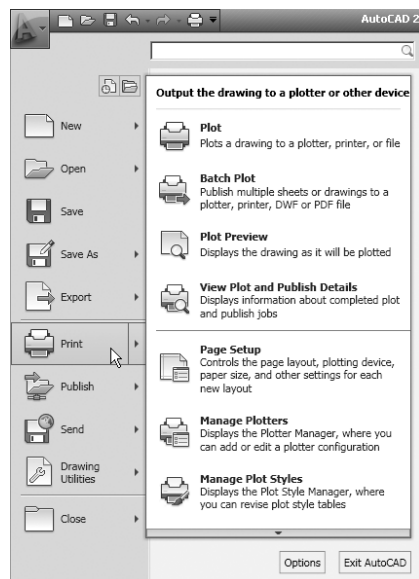 AutoCAD 2
Output the drawing to a plotter or other device
New
Open
Save
Save As
Export
Print
Publish
Send
Drawing
Utilities
Close
Plot
Plots a drawing to a plotter, printer, or file
Batch Plot
Publish multiple sheets or drawings to a
plotter, printer, DWF or PDF file
Plot Preview
Displays the drawing as it will be plotted
View Plot and Publish Details
Displays information about completed plot
and publish jobs
Page Setup
Controls the page layout, plotting device,
paper size, and other settings for each
new layout
Manage Plotters
Displays the Plotter Manager, where you
can add or edit a plotter configuration
Manage Plot Styles
Displays the Plot Style Manager, where
you can revise plot style tables
Options
Exit AutoCAD